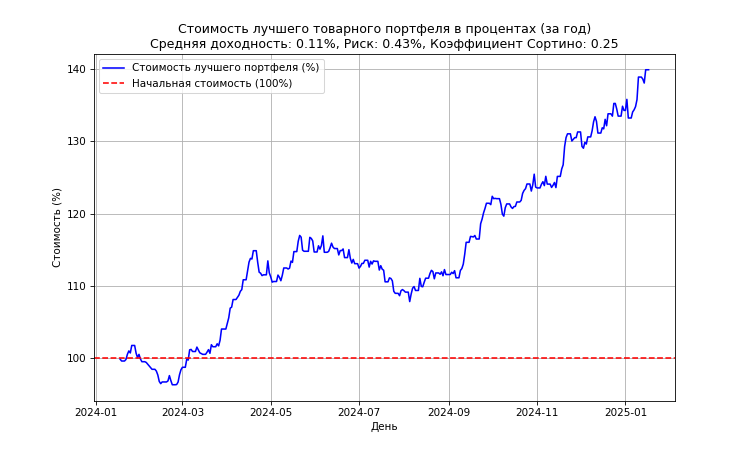 Стоимость лучшего товарного портфеля в процентах (за год)
Средняя доходность: 0.11%, Риск: 0.43%, Коэффициент Сортино: 0.25
Стоимость лучшего портфеля (%)
Начальная стоимость (100%)
Стоимость (%)
140
130
120
110
100
2024-01
2024-03
2024-05
2024-07
2024-09
2024-11
2025-01
День